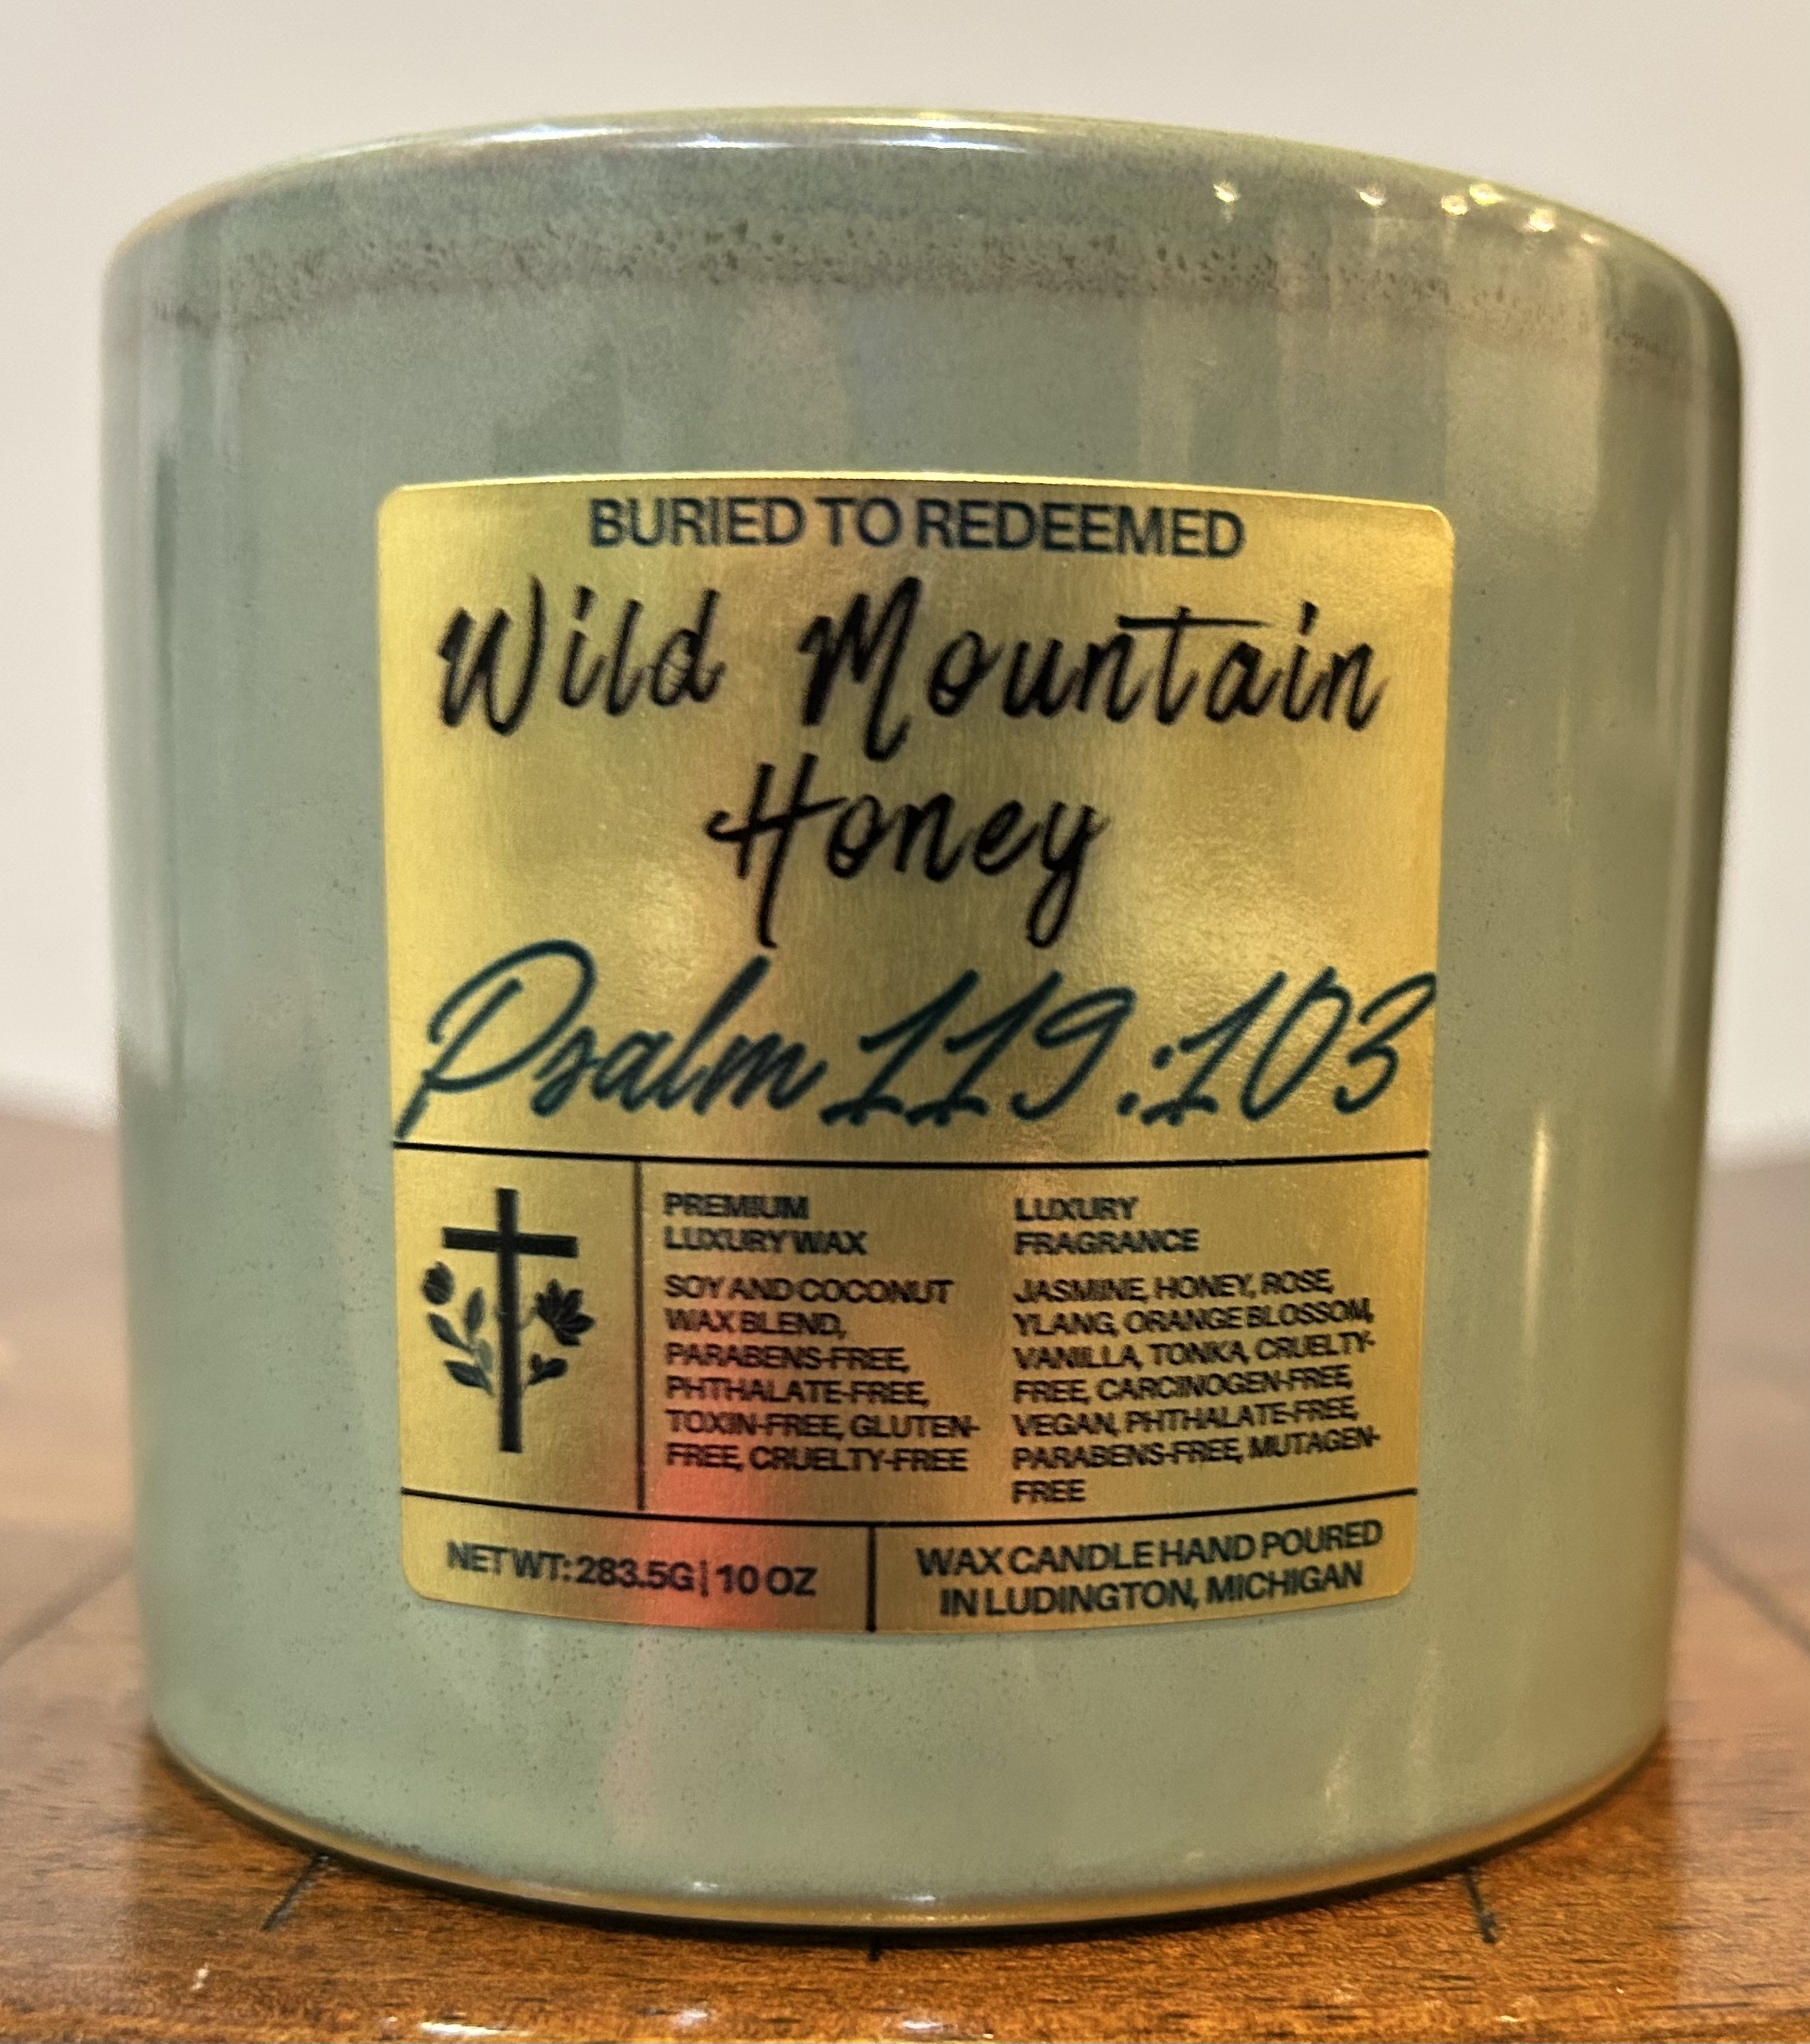 BURIED TO REDEEMED
Wild Mountain
Honey
Psalm 119:103
PREMIUM
LUXURY WAX
SOY AND COCONUT
WAX BLEND,
PARABENS-FREE,
PHTHALATE-FREE,
TOXIN-FREE, GLUTEN-
FREE, CRUELTY-FREE
LUXURY
FRAGRANCE
JASMINE, HONEY, ROSE,
YLANG, ORANGE BLOSSOM,
VANILLA, TONKA, CRUELTY-
FREE, CARCINOGEN-FREE,
VEGAN, PHTHALATE-FREE,
PARABENS-FREE, MUTAGEN-
FREE
NET WT: 283.5G | 10 OZ
WAX CANDLE HAND POURED
IN LUDINGTON, MICHIGAN